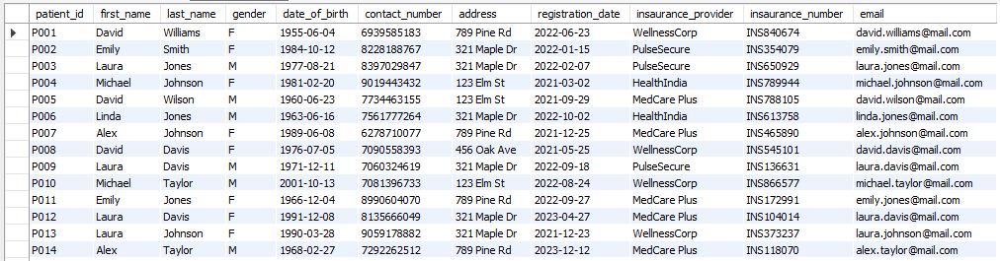 patient_id first_name last_name gender date_of_birth contact_number address registration_date insaurance_provider insaurance_number email
P001 David Williams F 1955-06-04 6939585183 789 Pine Rd 2022-06-23 WellnessCorp INS840674 david.williams@mail.com
P002 Emily Smith F 1984-10-12 8228188767 321 Maple Dr 2022-01-15 PulseSecure INS354079 emily.smith@mail.com
P003 Laura Jones M 1977-08-21 8397029847 321 Maple Dr 2022-02-07 PulseSecure INS650929 laura.jones@mail.com
P004 Michael Johnson F 1981-02-20 9019443432 123 Elm St 2021-03-02 HealthIndia INS789944 michael.johnson@mail.com
P005 David Wilson M 1960-06-23 7734463155 123 Elm St 2021-09-29 MedCare Plus INS788105 david.wilson@mail.com
P006 Linda Jones M 1963-06-16 7561777264 321 Maple Dr 2022-10-02 HealthIndia INS613758 linda.jones@mail.com
P007 Alex Johnson F 1989-06-08 6278710077 789 Pine Rd 2021-12-25 MedCare Plus INS465890 alex.johnson@mail.com
P008 David Davis F 1976-07-05 7090558393 456 Oak Ave 2021-05-25 WellnessCorp INS545101 david.davis@mail.com
P009 Laura Davis M 1971-12-11 7060324619 321 Maple Dr 2022-09-18 PulseSecure INS136631 laura.davis@mail.com
P010 Michael Taylor M 2001-10-13 7081396733 123 Elm St 2022-08-24 WellnessCorp INS866577 michael.taylor@mail.com
P011 Emily Jones F 1966-12-04 8990604070 789 Pine Rd 2022-09-27 MedCare Plus INS172991 emily.jones@mail.com
P012 Laura Davis F 1991-12-08 8135666049 321 Maple Dr 2023-04-27 MedCare Plus INS104014 laura.davis@mail.com
P013 Laura Johnson F 1990-03-28 9059178882 321 Maple Dr 2021-12-23 WellnessCorp INS373237 laura.johnson@mail.com
P014 Alex Taylor M 1968-02-27 7292262512 789 Pine Rd 2023-12-12 MedCare Plus INS118070 alex.taylor@mail.com